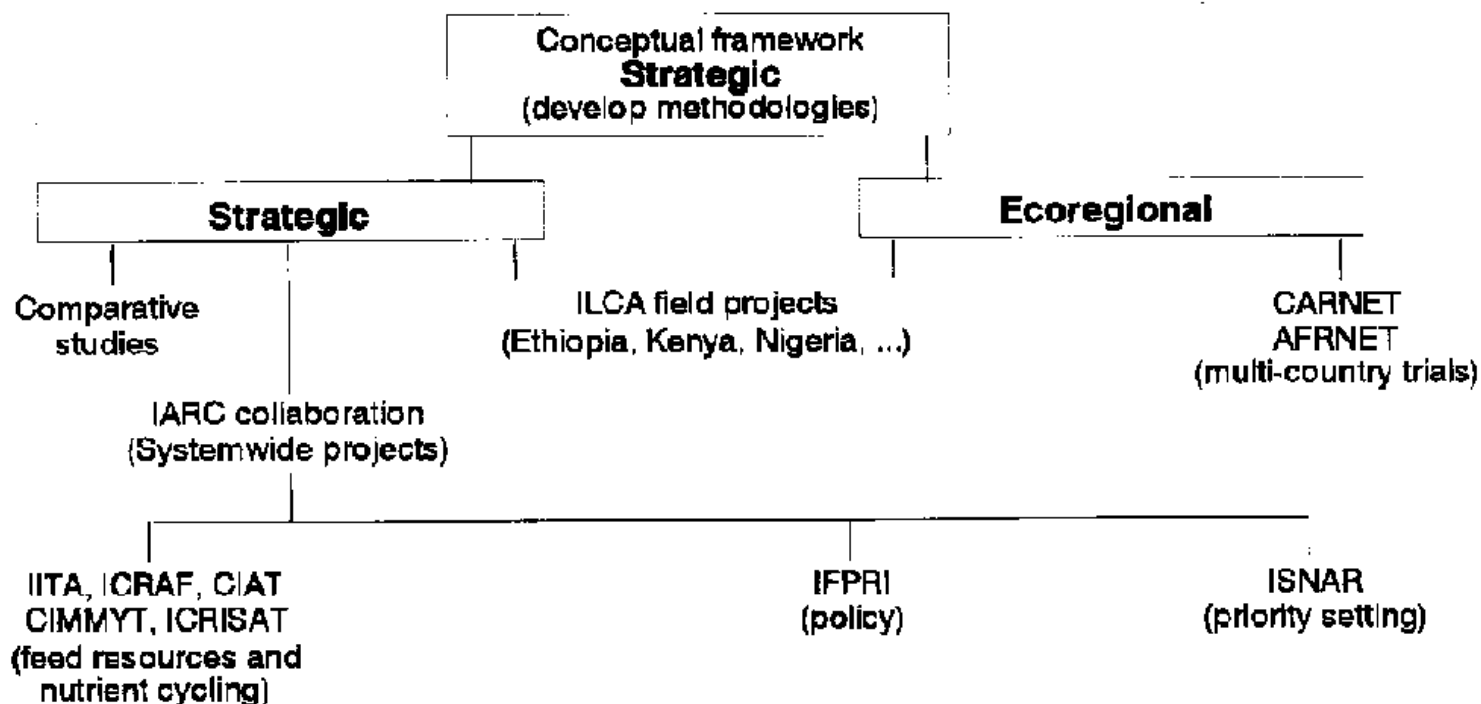 Conceptual framework
Strategic
(develop methodologies)
Strategic
Ecoregional
Comparative
studies
ILCA field projects
(Ethiopia, Kenya, Nigeria, ...)
CARNET
AFRNET
(multi-country trials)
IARC collaboration
(Systemwide projects)
IITA, ICRAF, CIAT
CIMMYT, ICRISAT
(feed resources and
nutrient cycling)
IFPRI
(policy)
ISNAR
(priority setting)